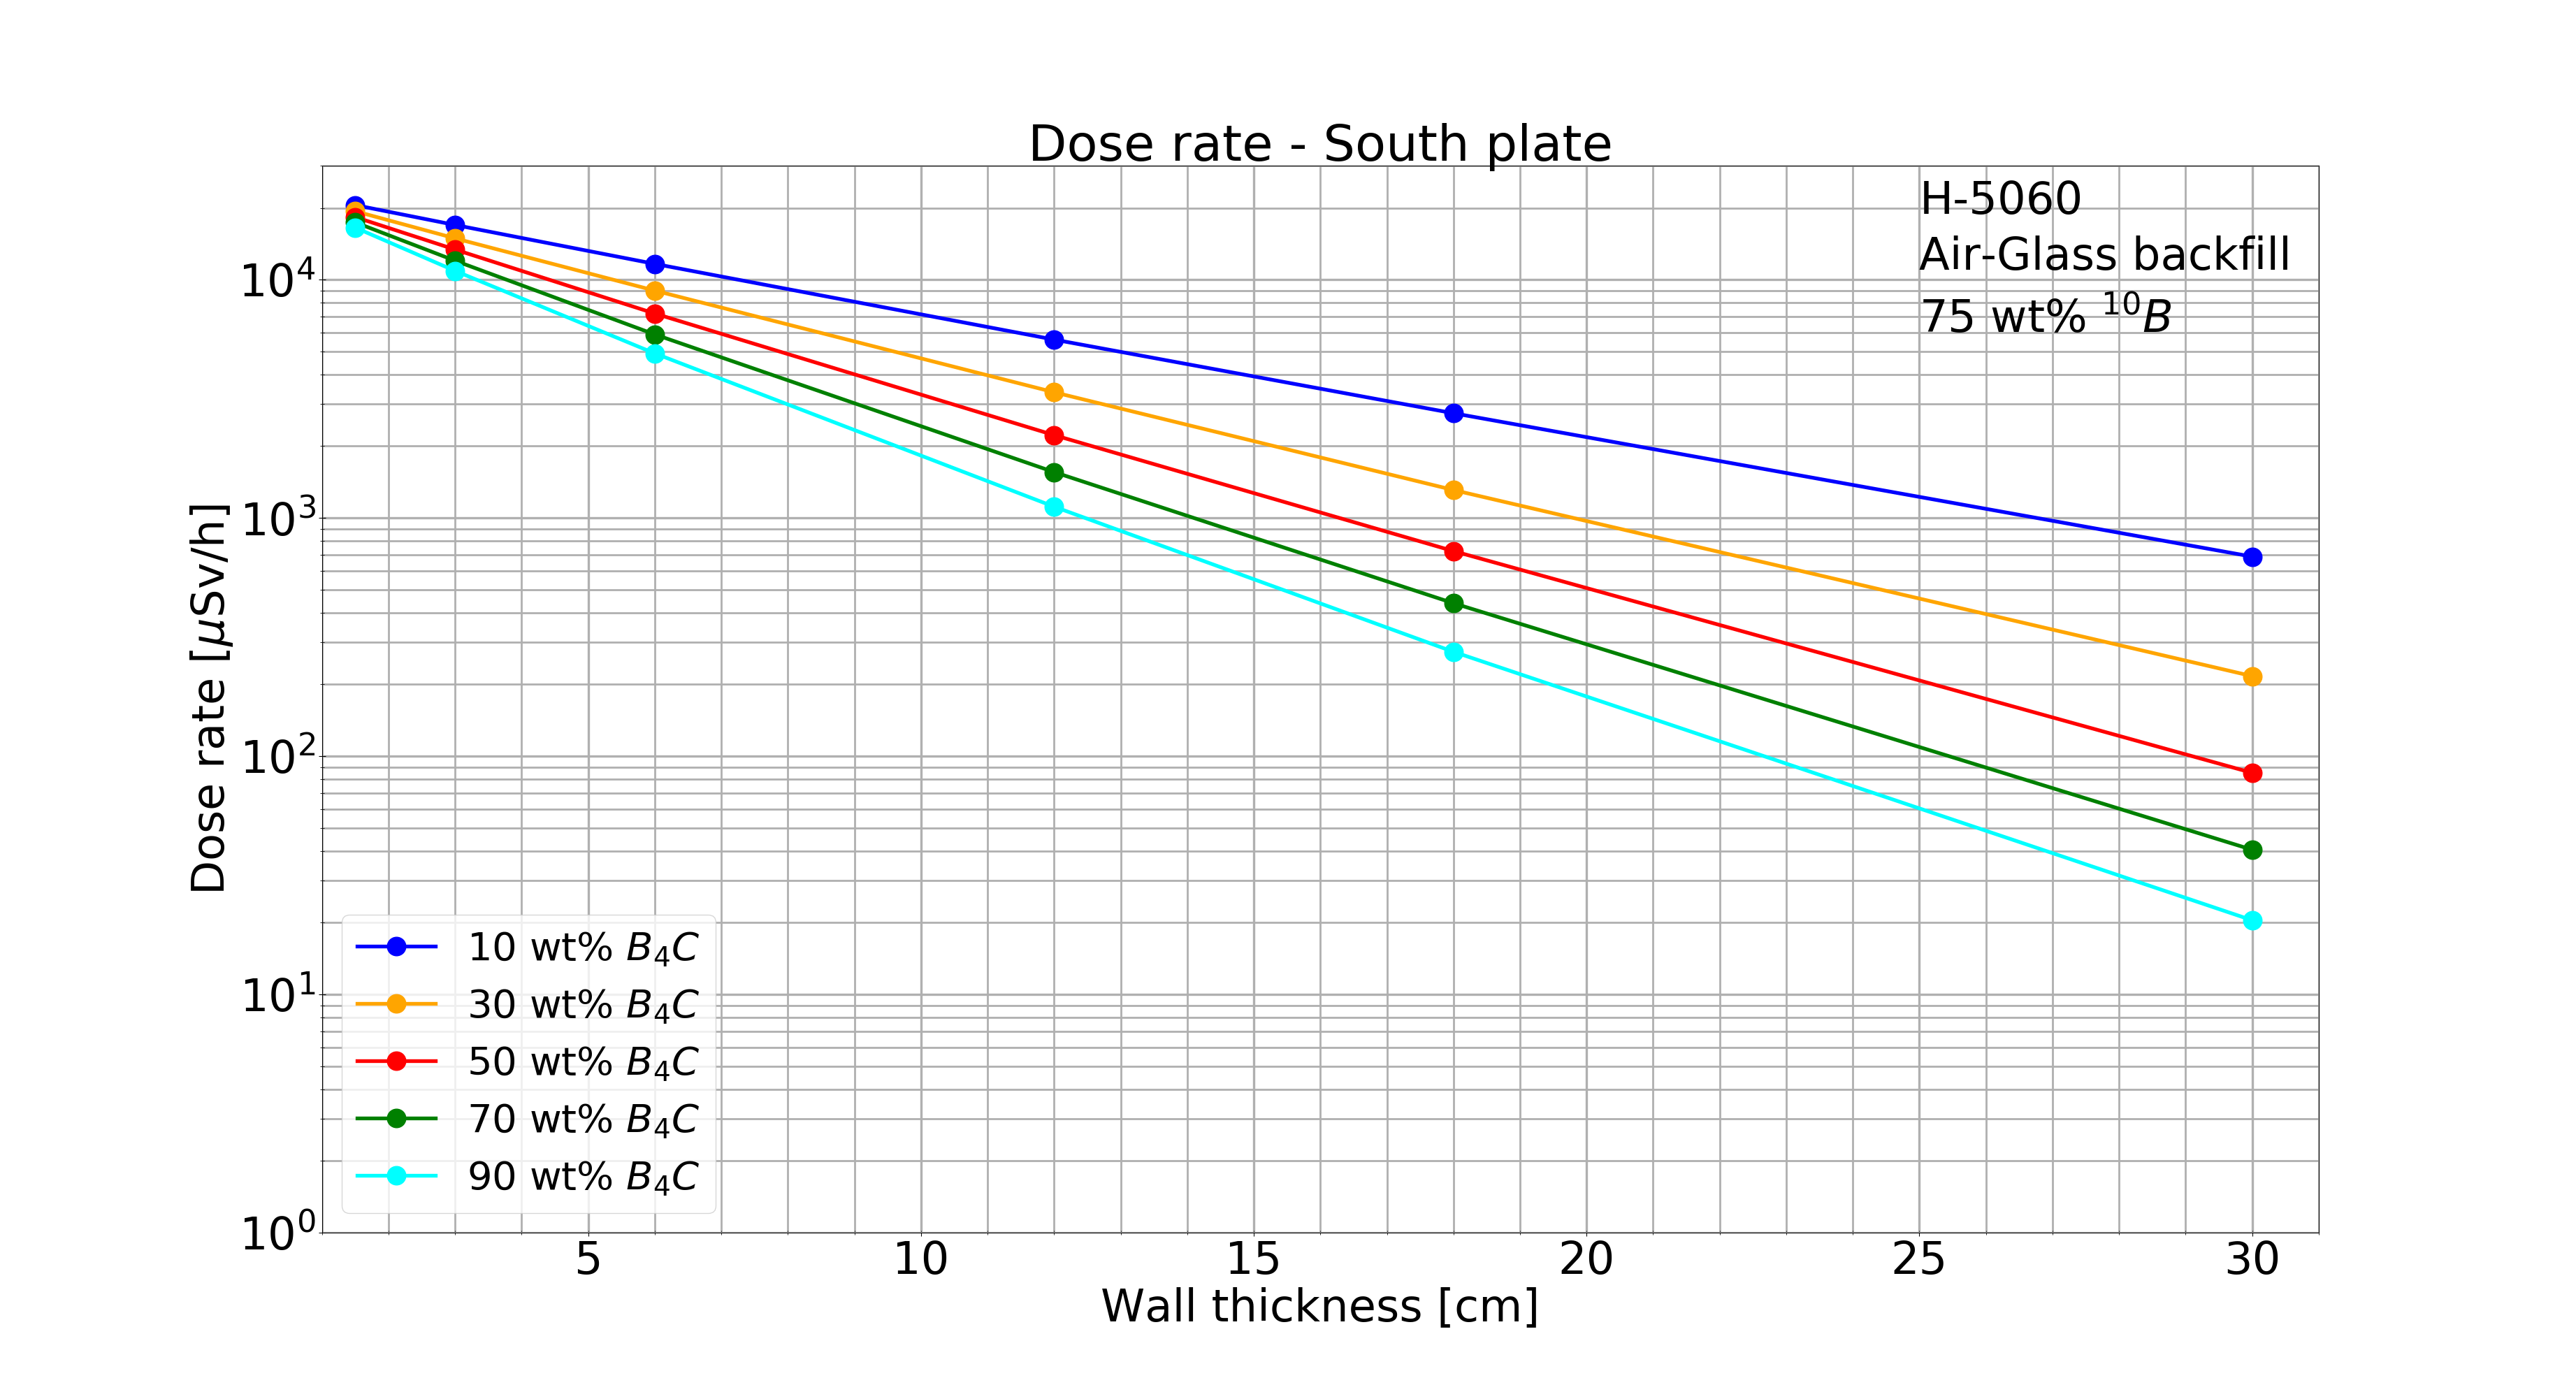 Dose rate - South plate
H-5060
Air-Glass backfill
75 wt% ¹⁰B
Dose rate [μSv/h]
10⁴
10³
10²
10¹
10⁰
10 wt% B₄C
30 wt% B₄C
50 wt% B₄C
70 wt% B₄C
90 wt% B₄C
5 10 15 20 25 30
Wall thickness [cm]